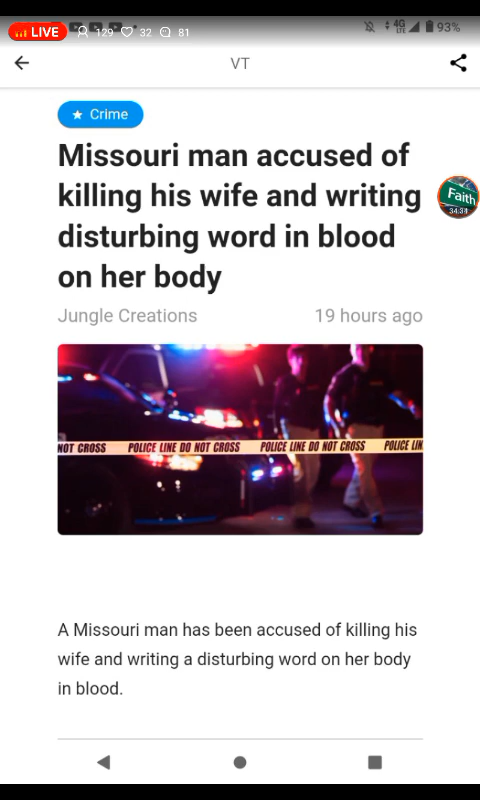 LIVE 129 32 81 4G LTE 93%
VT
Crime
Missouri man accused of
killing his wife and writing
disturbing word in blood
on her body
Faith
34:34
Jungle Creations 19 hours ago
NOT CROSS POLICE LINE DO NOT CROSS POLICE LINE DO NOT CROSS POLICE LIN
A Missouri man has been accused of killing his
wife and writing a disturbing word on her body
in blood.